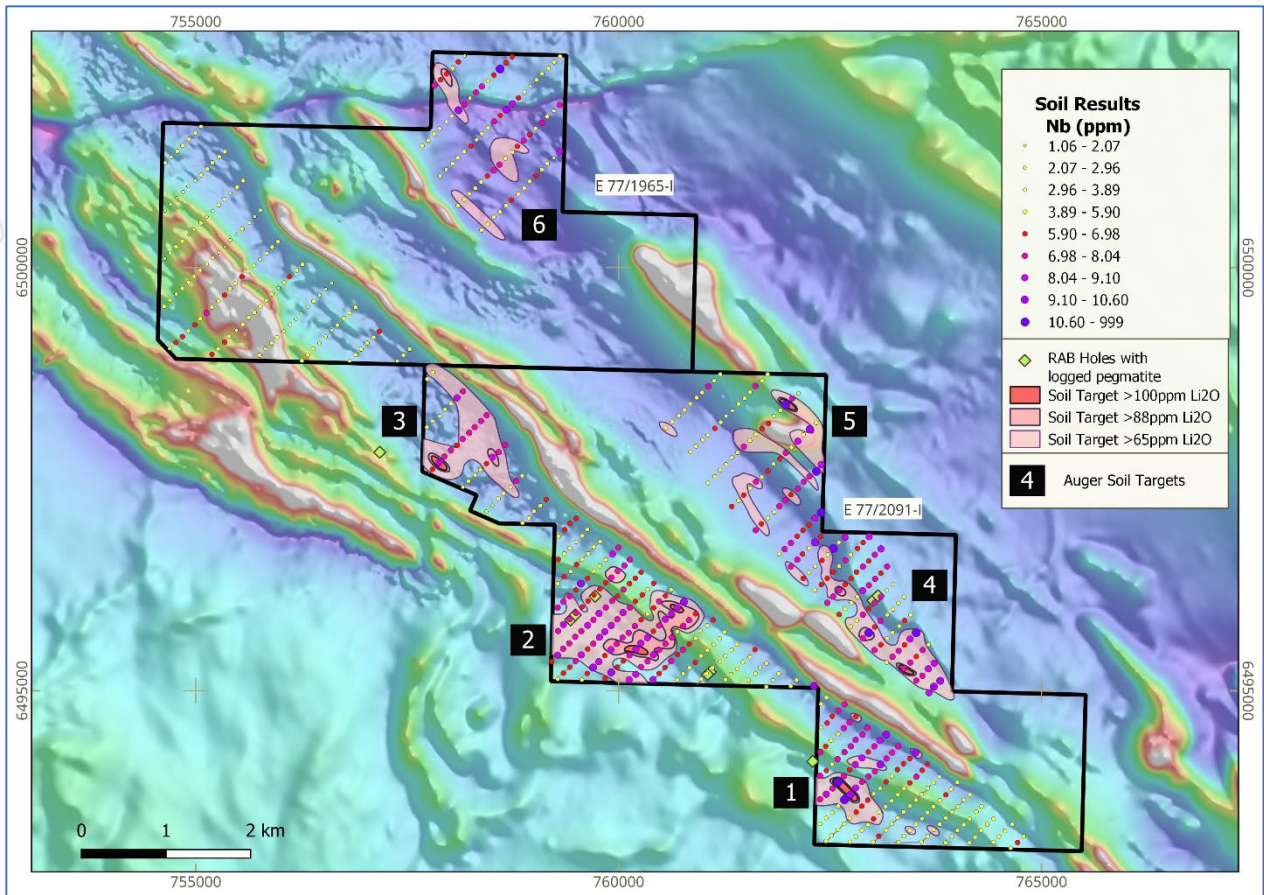 755000
760000
765000
Soil Results
Nb (ppm)
1.06 - 2.07
2.07 - 2.96
2.96 - 3.89
3.89 - 5.90
5.90 - 6.98
6.98 - 8.04
8.04 - 9.10
9.10 - 10.60
10.60 - 999
RAB Holes with
logged pegmatite
Soil Target >100ppm Li2O
Soil Target >88ppm Li2O
Soil Target >65ppm Li2O
4 Auger Soil Targets
E 77/1965-I
6
6500000
6500000
3
5
E 77/2091-I
4
2
6495000
6495000
1
0 1 2 km
755000
760000
765000